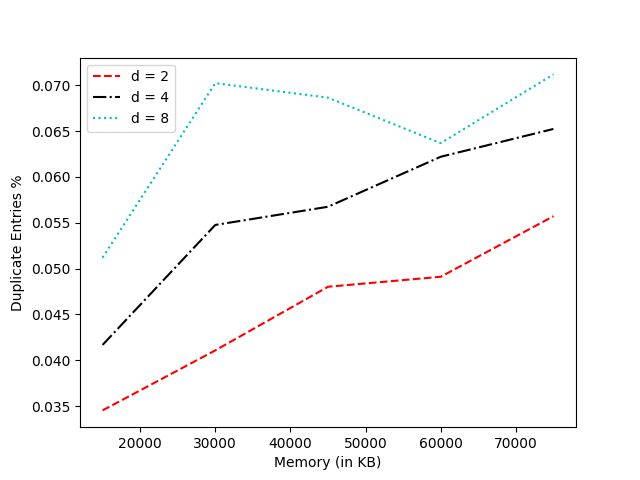 d = 2
d = 4
d = 8
0.070
0.065
0.060
0.055
0.050
0.045
0.040
0.035
Duplicate Entries %
20000 30000 40000 50000 60000 70000
Memory (in KB)